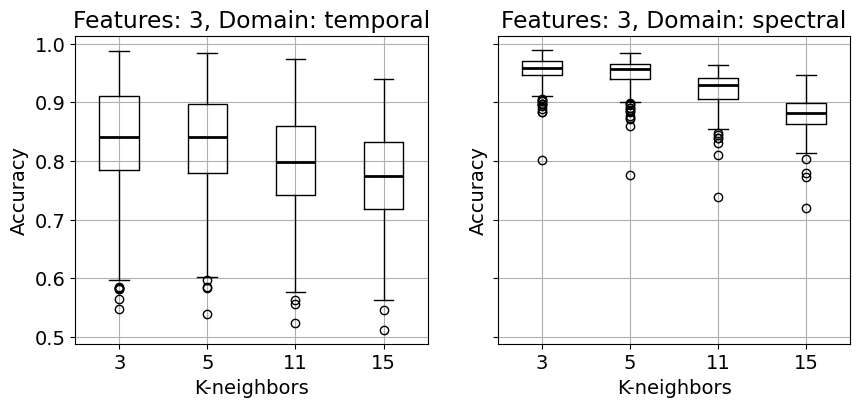 Features: 3, Domain: temporal
Accuracy
1.0
0.9
0.8
0.7
0.6
0.5
3 5 11 15
K-neighbors
Features: 3, Domain: spectral
Accuracy
3 5 11 15
K-neighbors